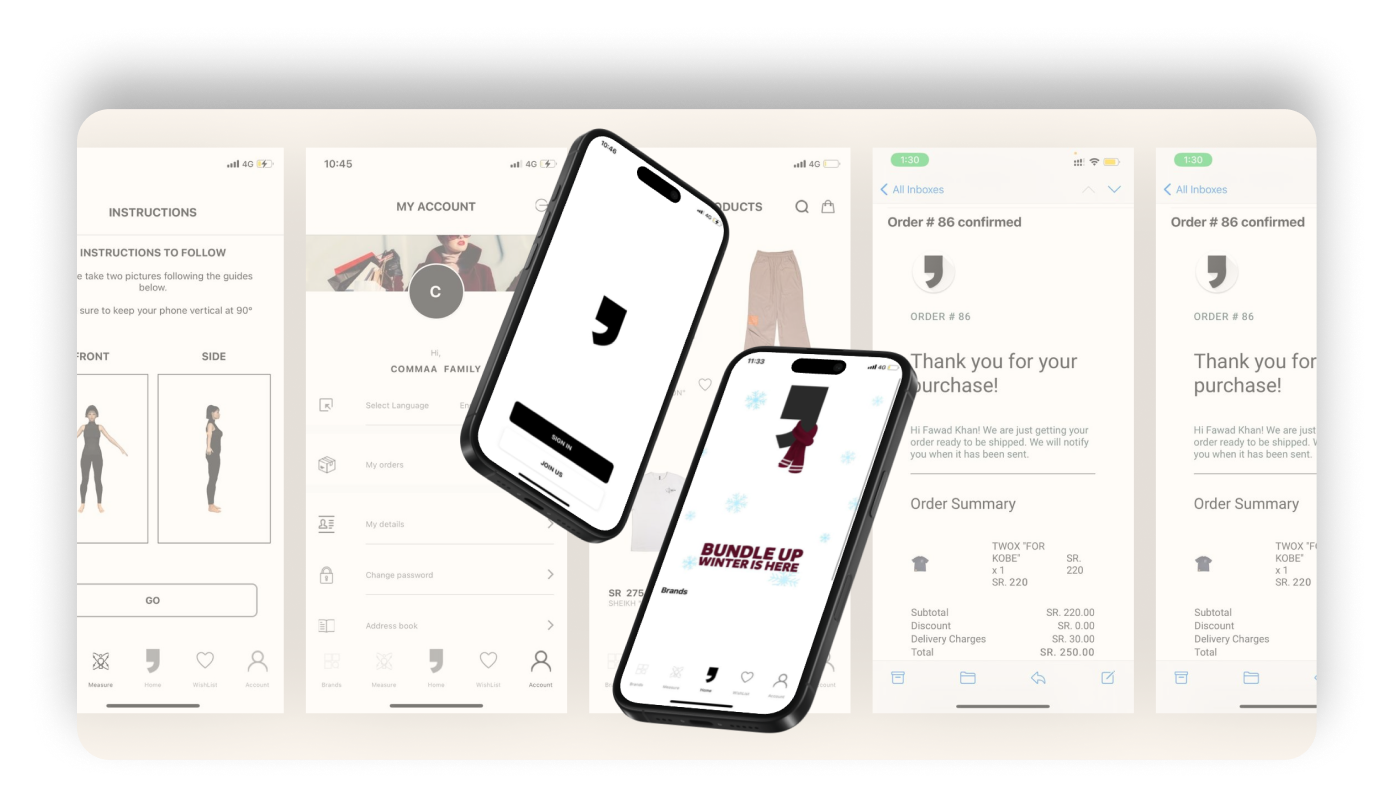 4G
INSTRUCTIONS
INSTRUCTIONS TO FOLLOW
e take two pictures following the guides
below.
sure to keep your phone vertical at 90°
FRONT
SIDE
GO
Measure
Home
WishList
Account
10:45
4G
MY ACCOUNT
C
Hi,
COMMAA FAMILY
Select Language
En
My orders
My details
Change password
Address book
Brands
Measure
Home
WishList
Account
10:46
4G
SIGN IN
JOIN US
4G
ODUCTS
SR 275
SHEIKH
11:33
4G
BUNDLE UP
WINTER IS HERE
Brands
Brands
Measure
Home
WishList
Account
1:30
All Inboxes
Order # 86 confirmed
ORDER # 86
Thank you for your
purchase!
Hi Fawad Khan! We are just getting your
order ready to be shipped. We will notify
you when it has been sent.
Order Summary
TWOX "FOR
KOBE"
x 1
SR. 220
SR.
220
Subtotal SR. 220.00
Discount SR. 0.00
Delivery Charges SR. 30.00
Total SR. 250.00
1:30
All Inboxes
Order # 86 confirmed
ORDER # 86
Thank you for
purchase!
Hi Fawad Khan! We are just
order ready to be shipped.
you when it has been sent.
Order Summary
TWOX "F
KOBE"
x 1
SR. 220
Subtotal
Discount
Delivery Charges
Total